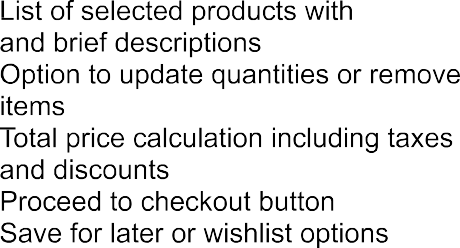 List of selected products with
and brief descriptions
Option to update quantities or remove
items
Total price calculation including taxes
and discounts
Proceed to checkout button
Save for later or wishlist options